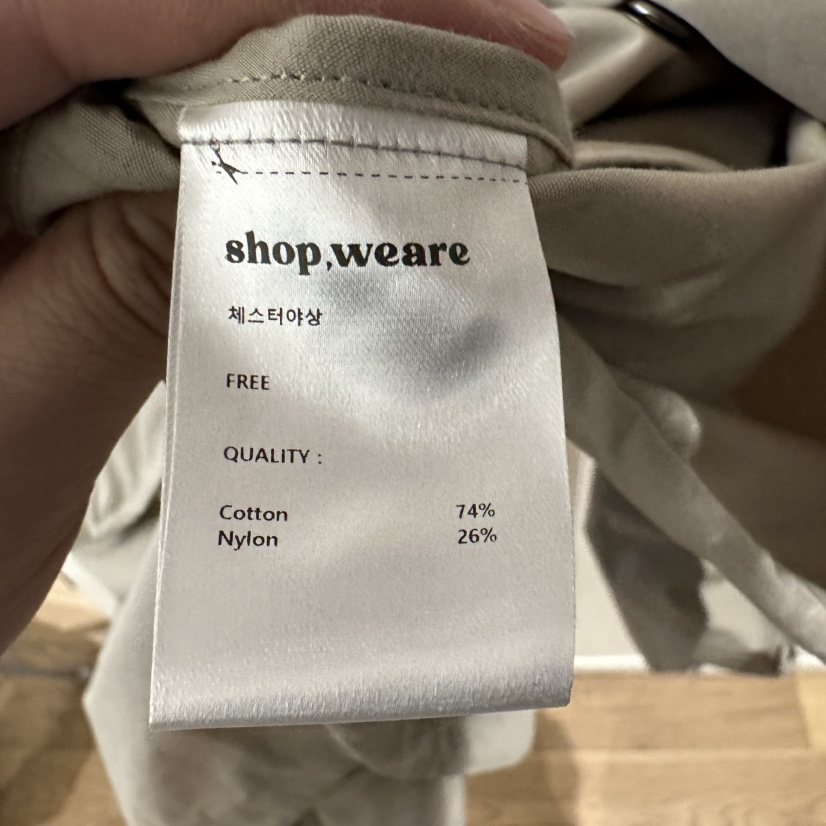 shop,weare
체스터야상
FREE
QUALITY :
Cotton 74%
Nylon 26%